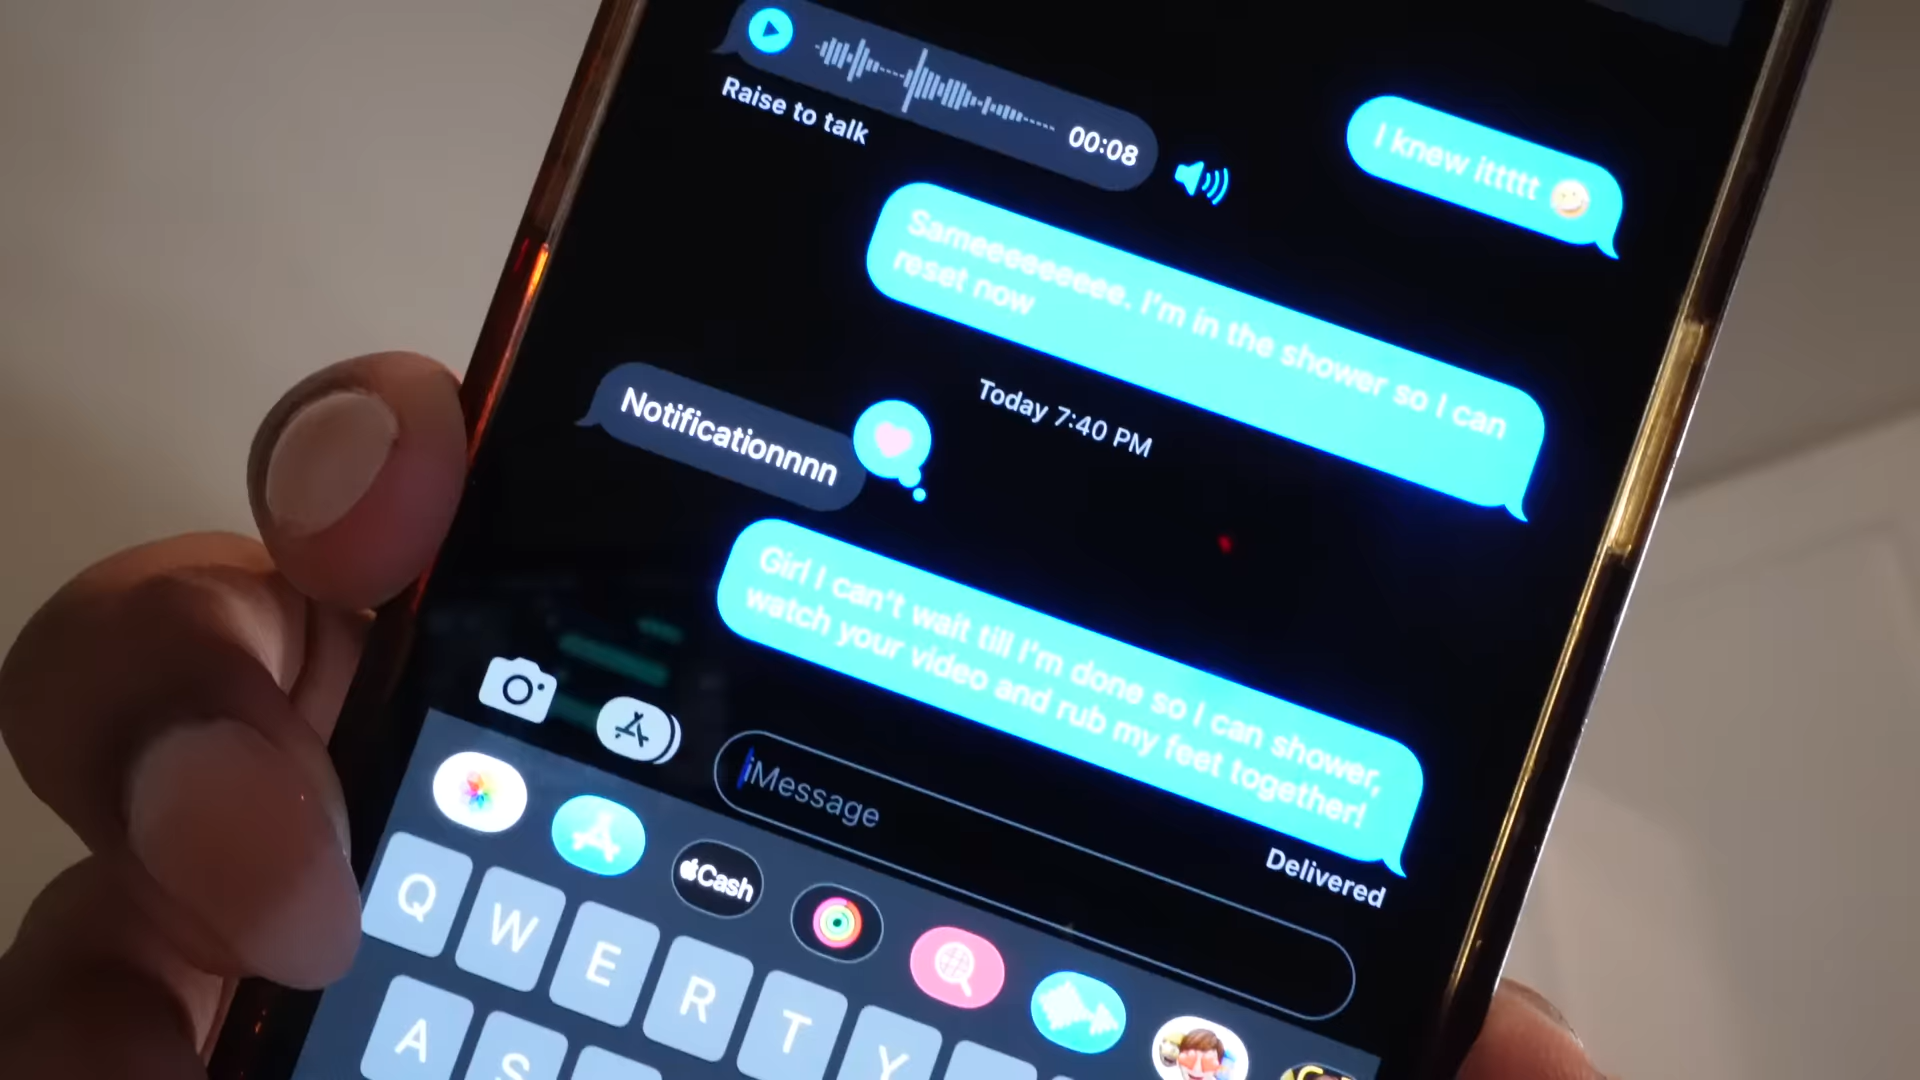 00:08
Raise to talk
I knew ittttt
Sameeeeeeeee. I'm in the shower so I can
reset now
Today 7:40 PM
Notificationnnn
Girl I can't wait till I'm done so I can shower,
watch your video and rub my feet together!
Delivered
iMessage
Cash
Q W E R T Y
A S